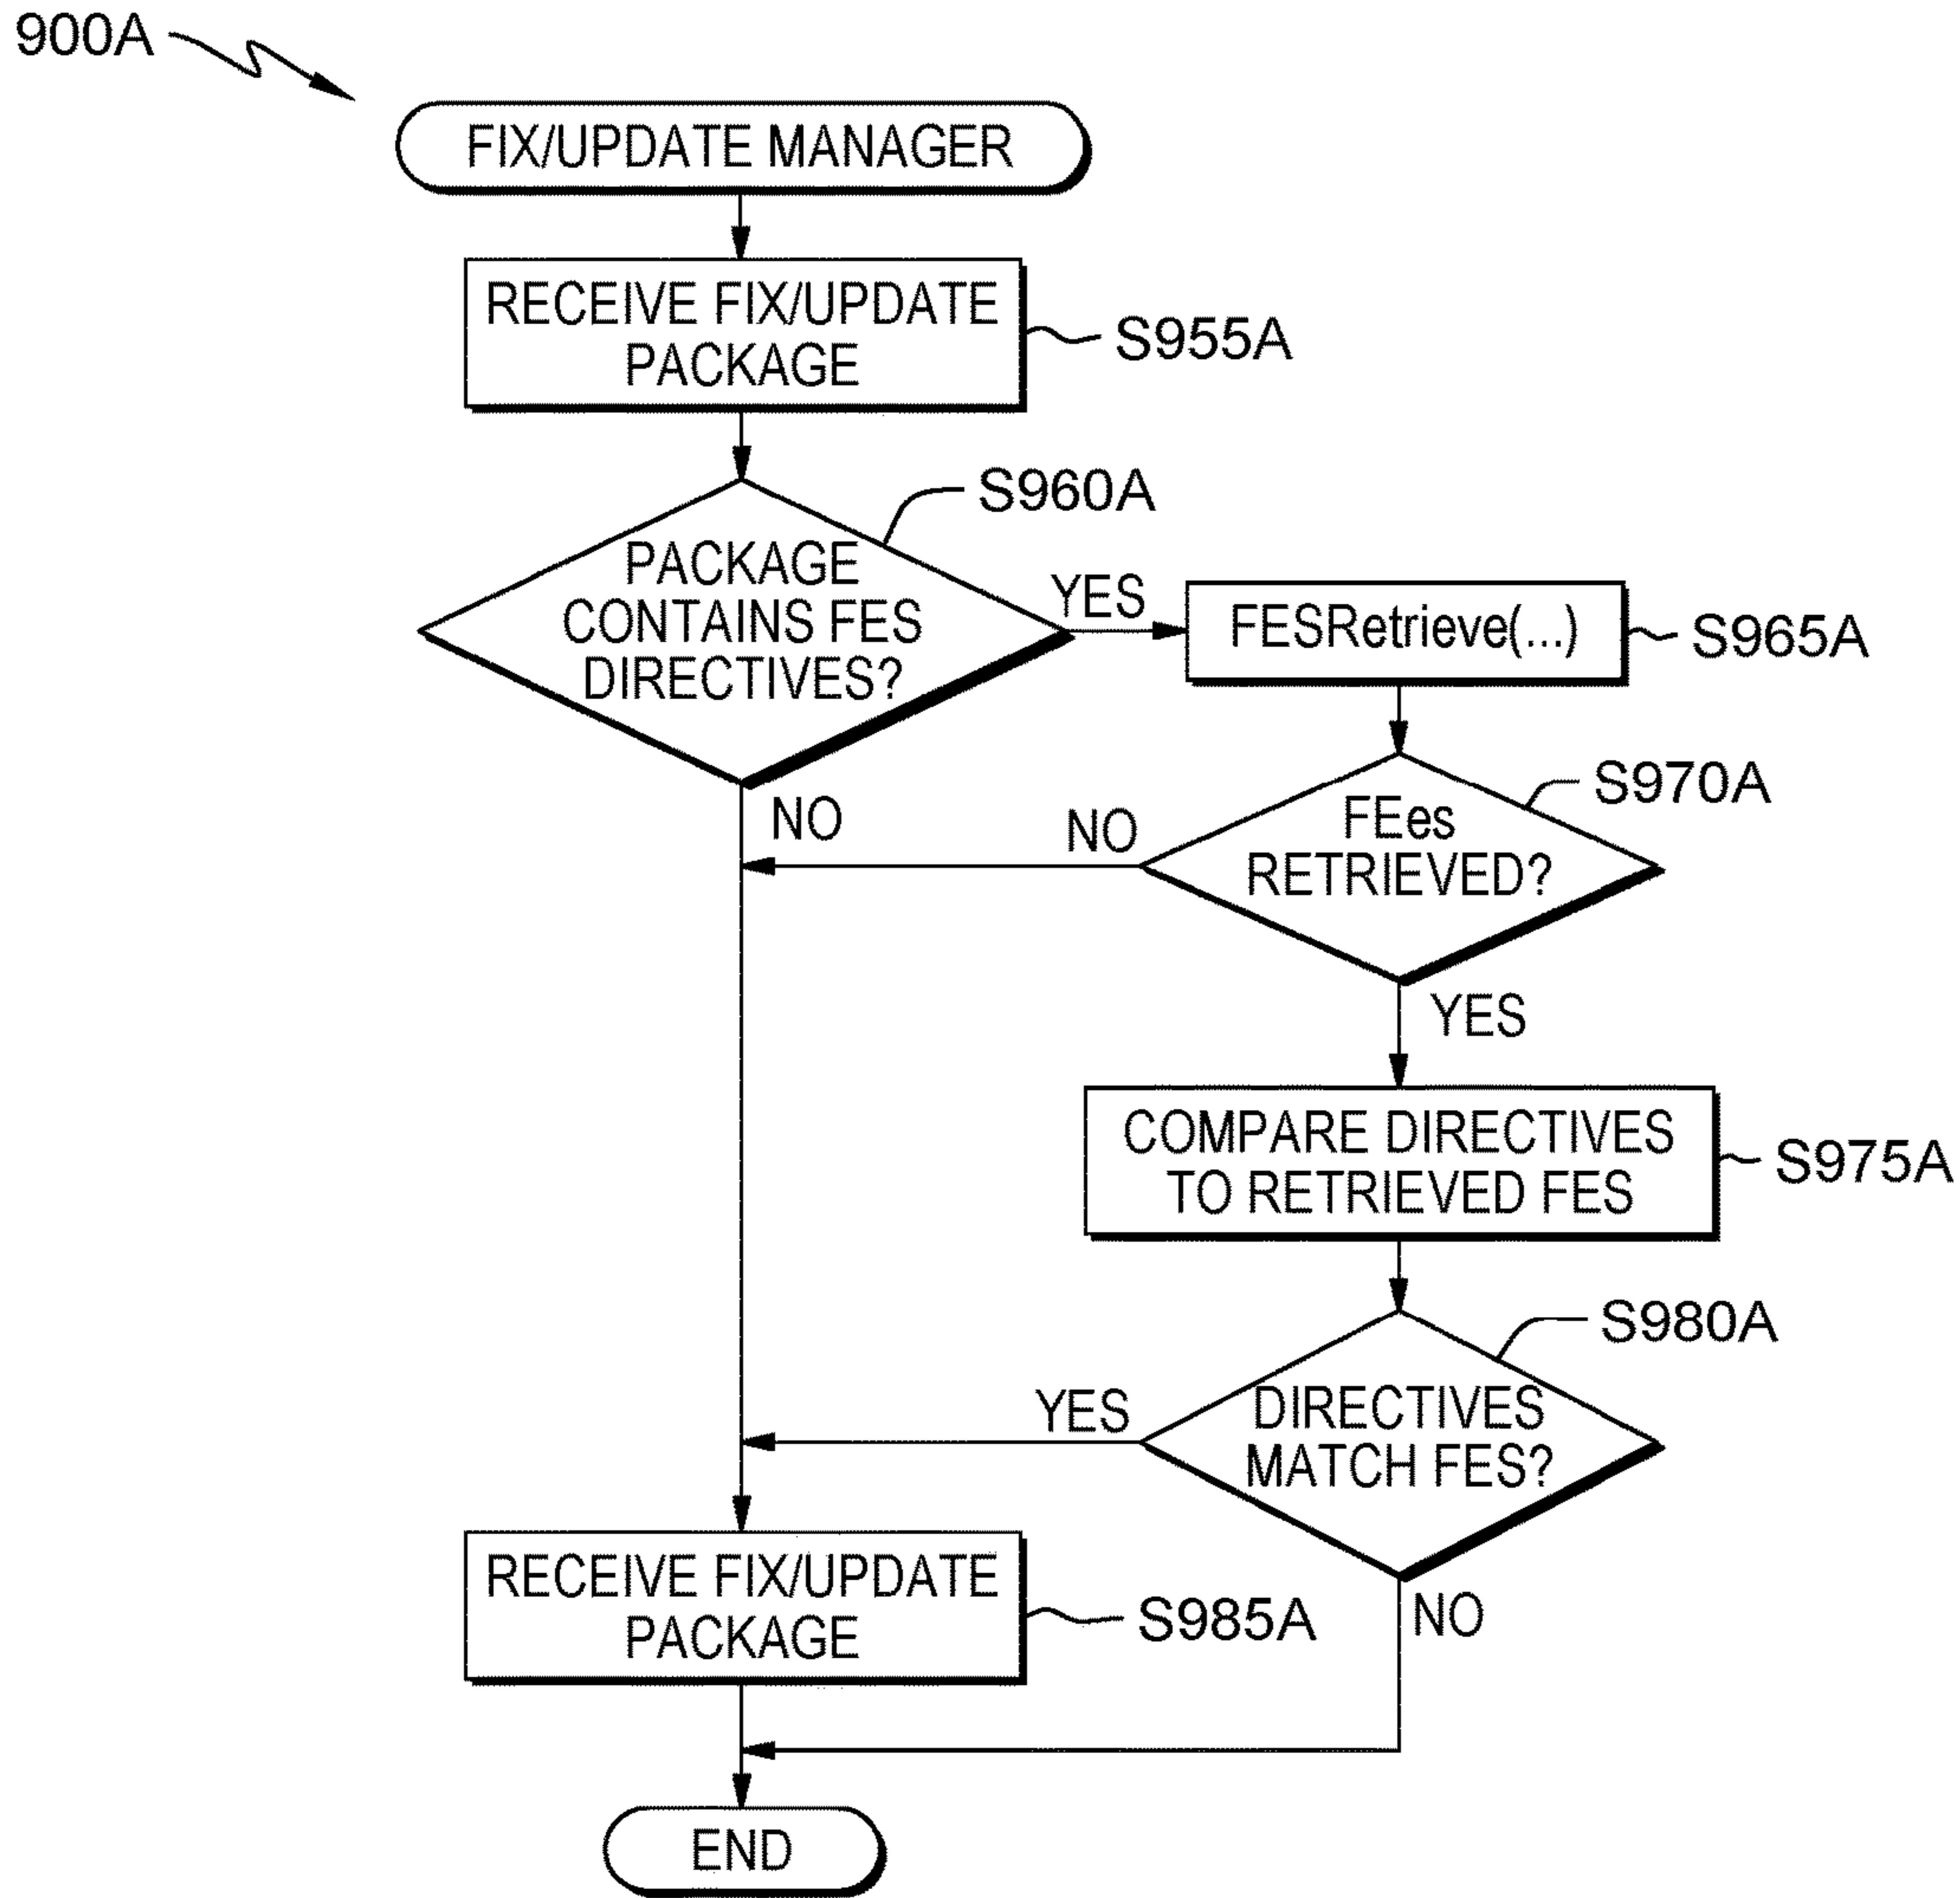 900A
FIX/UPDATE MANAGER
RECEIVE FIX/UPDATE
PACKAGE
S955A
S960A
PACKAGE
CONTAINS FES
DIRECTIVES?
YES
NO
FESRetrieve(...)
S965A
S970A
FEes
RETRIEVED?
NO
YES
COMPARE DIRECTIVES
TO RETRIEVED FES
S975A
S980A
DIRECTIVES
MATCH FES?
YES
NO
RECEIVE FIX/UPDATE
PACKAGE
S985A
END